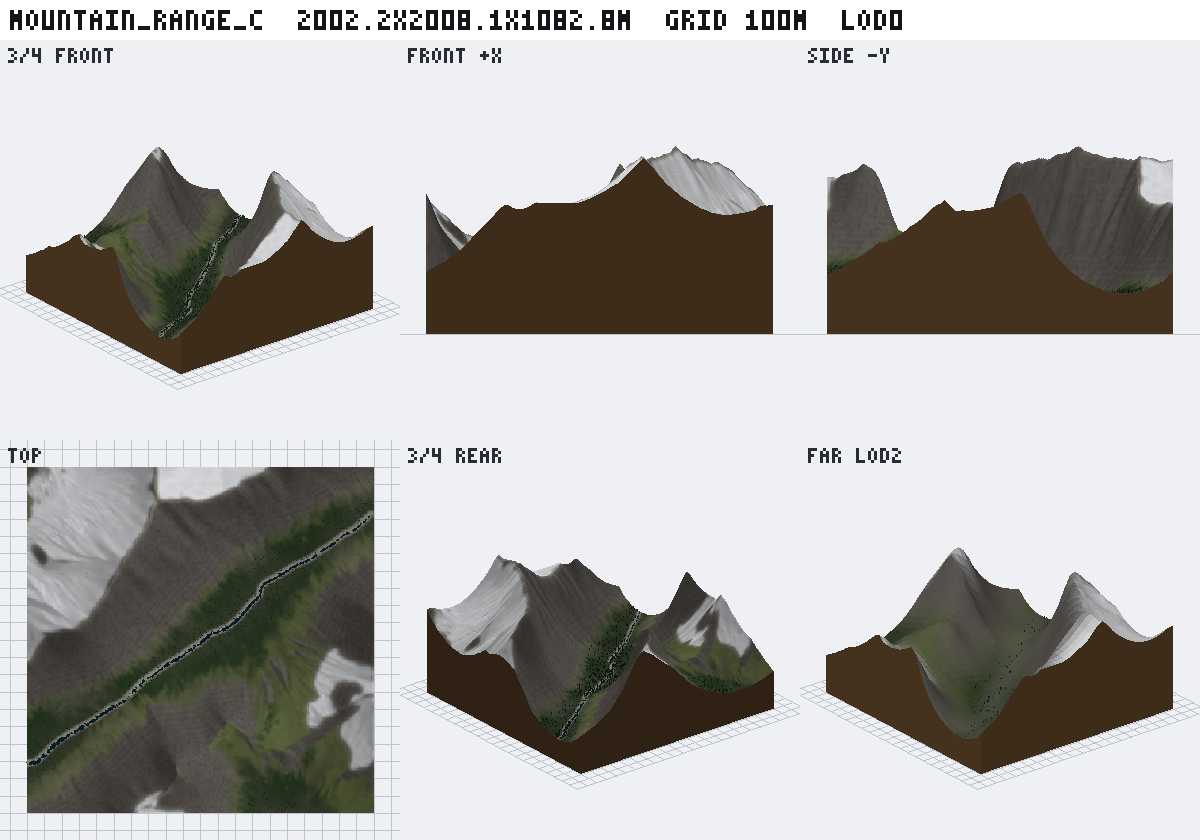 MOUNTAIN_RANGE_C  2002.2X2008.1X1082.8M  GRID 100M  LOD0
3/4 FRONT
FRONT +X
SIDE -Y
TOP
3/4 REAR
FAR LOD2